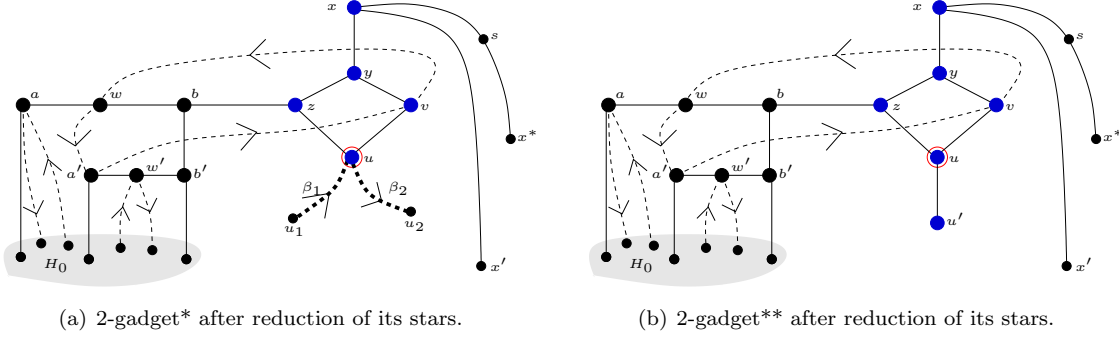 x s x*
y
a w b z v
a' w' b' u
β₁ β₂
u₁ u₂
H₀ x'
(a) 2-gadget* after reduction of its stars.
x s x*
y
a w b z v
a' w' b' u
u'
H₀ x'
(b) 2-gadget** after reduction of its stars.